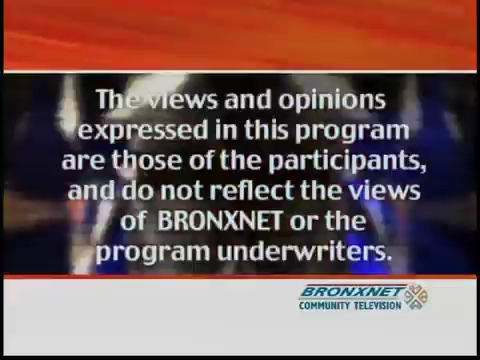 The views and opinions
expressed in this program
are those of the participants,
and do not reflect the views
of BRONXNET or the
program underwriters.
BRONXNET
COMMUNITY TELEVISION